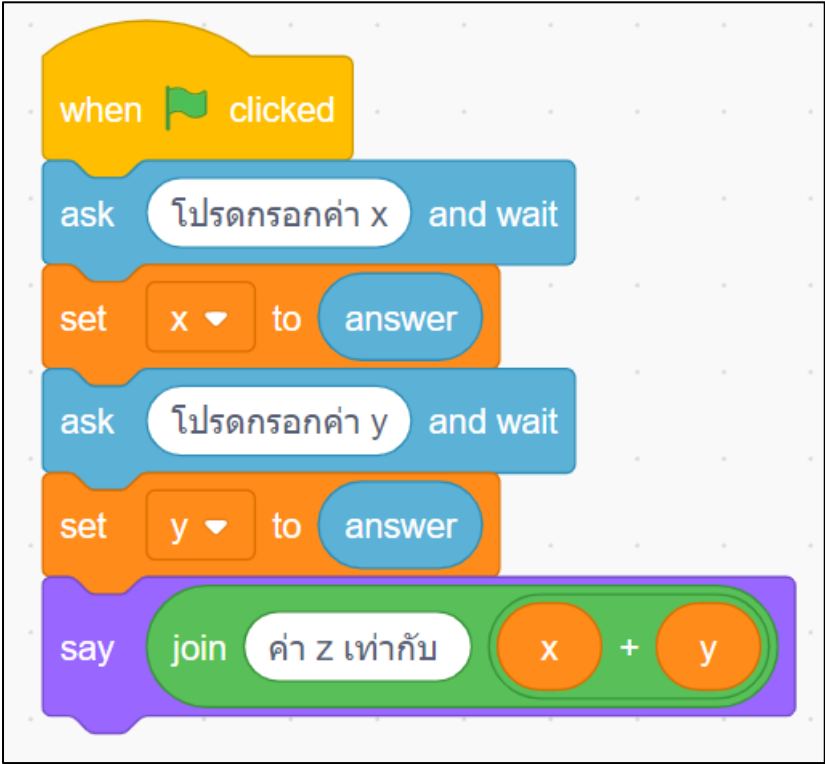 when clicked
ask โปรดกรอกค่า x and wait
set x to answer
ask โปรดกรอกค่า y and wait
set y to answer
say join ค่า z เท่ากับ x + y